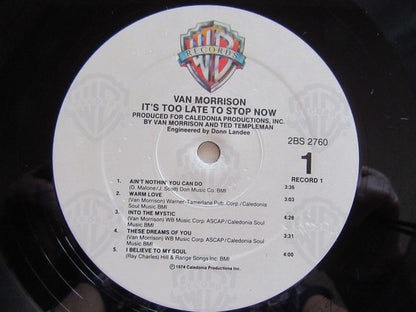 WB
RECORDS
VAN MORRISON
IT'S TOO LATE TO STOP NOW
PRODUCED FOR CALEDONIA PRODUCTIONS, INC.
BY VAN MORRISON AND TED TEMPLEMAN
Engineered by Donn Landee
2BS 2760
1
RECORD 1
1. AIN'T NOTHIN' YOU CAN DO
(D. Malone/J. Scott) Don Music Co. BMI 3:36
2. WARM LOVE
(Van Morrison) Warner-Tamerlane Pub. Corp./Caledonia 3:03
Soul Music BMI
3. INTO THE MYSTIC
(Van Morrison) WB Music Corp. ASCAP/Caledonia Soul 4:28
Music BMI
4. THESE DREAMS OF YOU
(Van Morrison) WB Music Corp. ASCAP/Caledonia Soul 3:31
Music BMI
5. I BELIEVE TO MY SOUL
(Ray Charles) Hill & Range Songs Inc. BMI 4:00
℗ 1974 Caledonia Productions Inc.